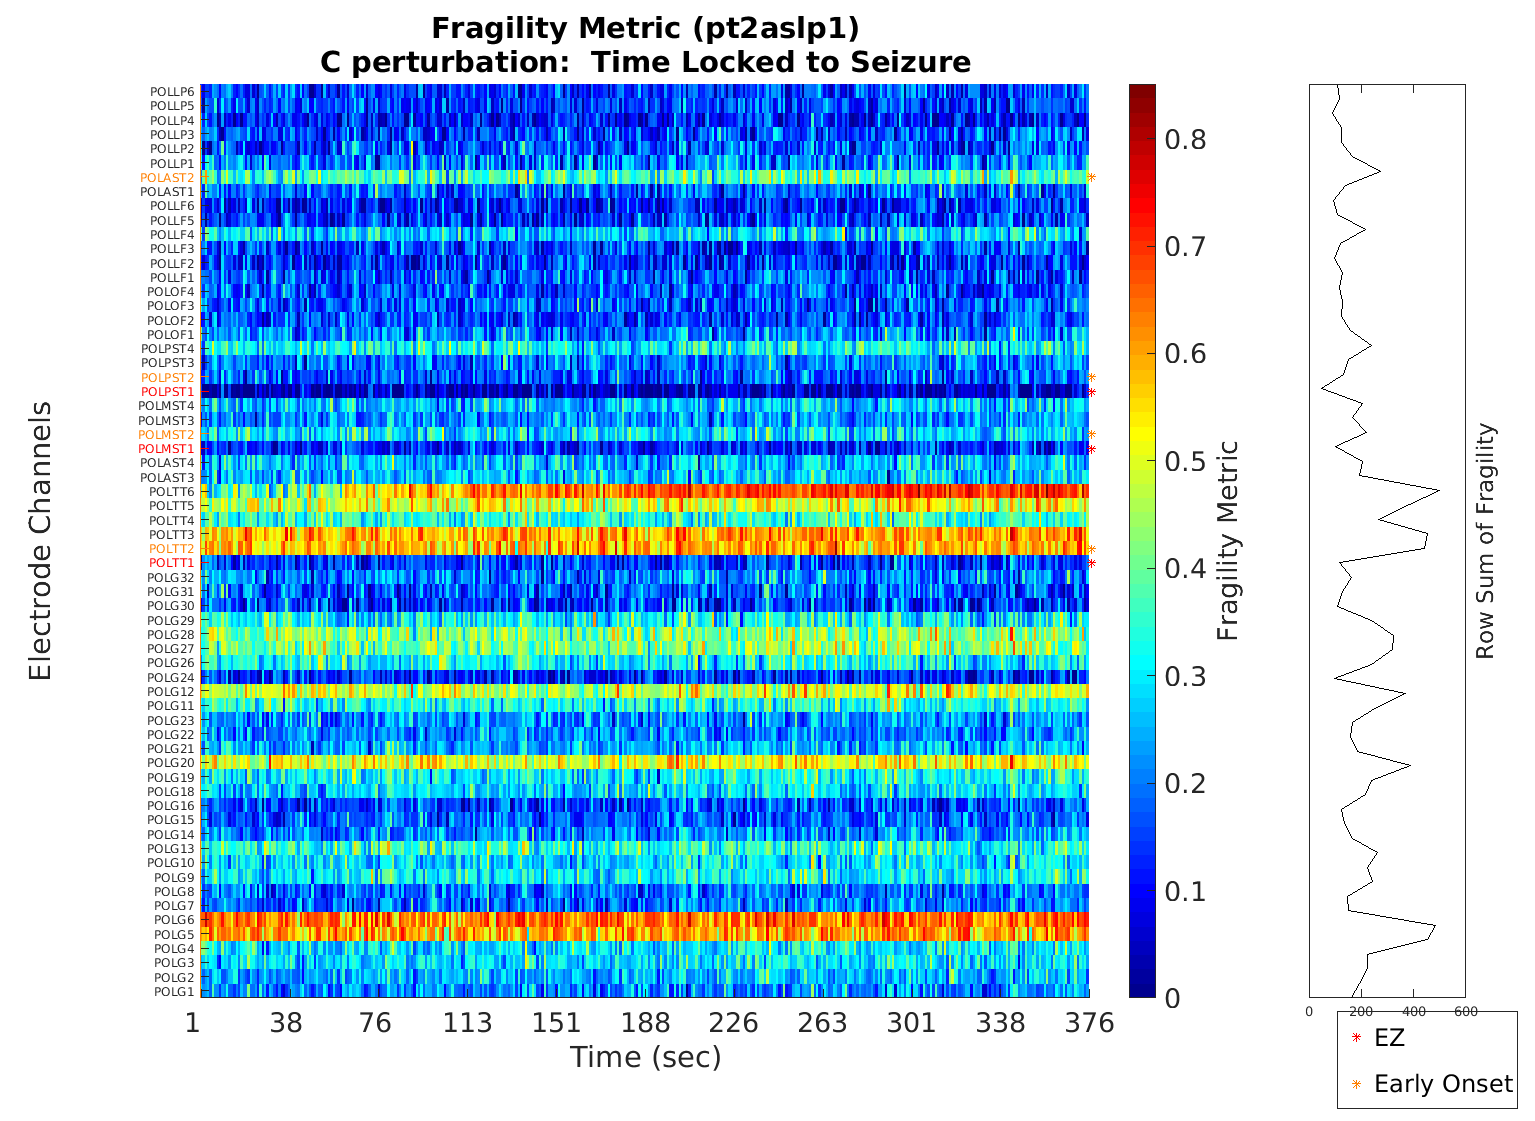 Fragility Metric (pt2aslp1)
C perturbation:  Time Locked to Seizure
Electrode Channels
POLLP6
POLLP5
POLLP4
POLLP3
POLLP2
POLLP1
POLAST2
POLAST1
POLLF6
POLLF5
POLLF4
POLLF3
POLLF2
POLLF1
POLOF4
POLOF3
POLOF2
POLOF1
POLPST4
POLPST3
POLPST2
POLPST1
POLMST4
POLMST3
POLMST2
POLMST1
POLAST4
POLAST3
POLTT6
POLTT5
POLTT4
POLTT3
POLTT2
POLTT1
POLG32
POLG31
POLG30
POLG29
POLG28
POLG27
POLG26
POLG24
POLG12
POLG11
POLG23
POLG22
POLG21
POLG20
POLG19
POLG18
POLG16
POLG15
POLG14
POLG13
POLG10
POLG9
POLG8
POLG7
POLG6
POLG5
POLG4
POLG3
POLG2
POLG1
1 38 76 113 151 188 226 263 301 338 376
Time (sec)
0.8
0.7
0.6
0.5
0.4
0.3
0.2
0.1
0
Fragility Metric
Row Sum of Fragility
0 200 400 600
EZ
Early Onset